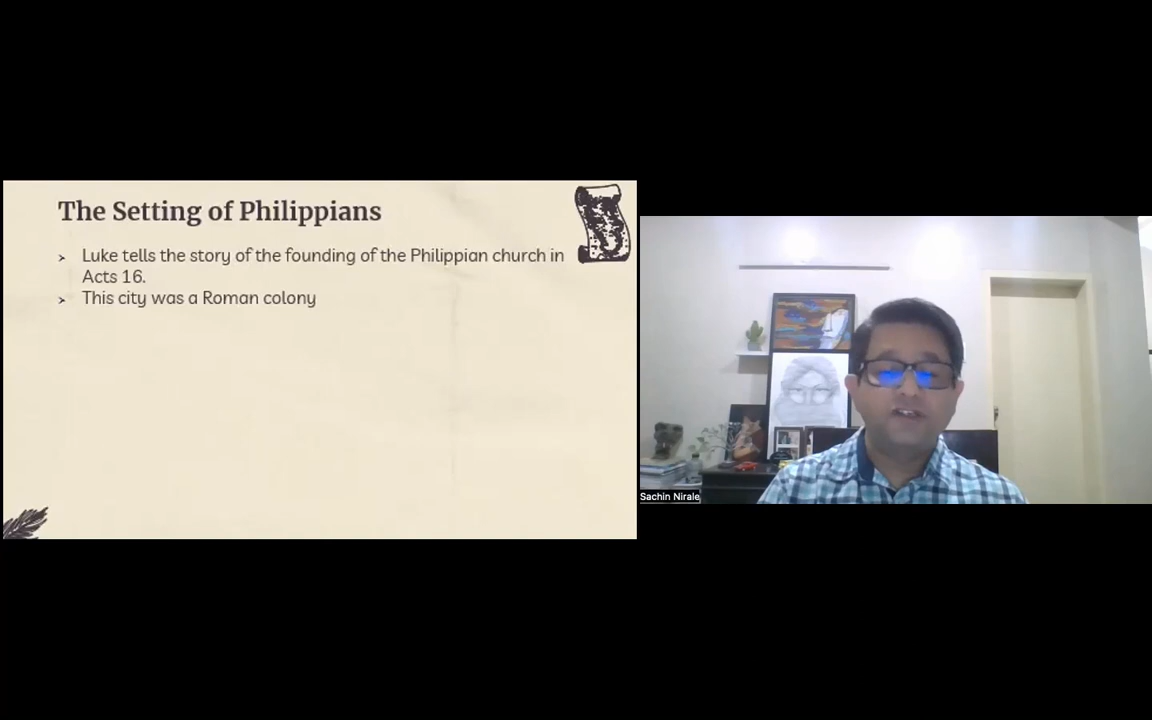 The Setting of Philippians
➢ Luke tells the story of the founding of the Philippian church in
Acts 16.
➢ This city was a Roman colony
Sachin Nirale